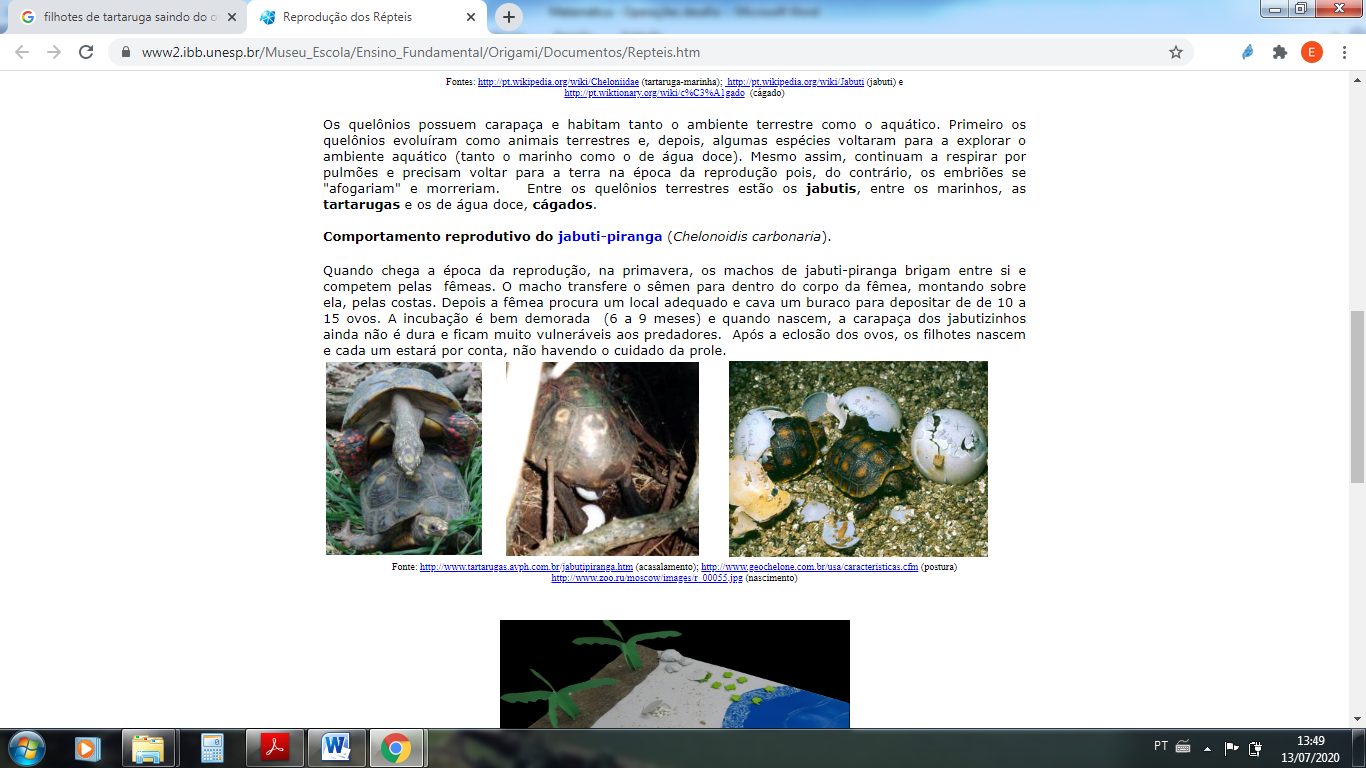 filhotes de tartaruga saindo do o
Reprodução dos Répteis
Matemática - Operações desafio - Microsoft Word
www2.ibb.unesp.br/Museu_Escola/Ensino_Fundamental/Origami/Documentos/Repteis.htm
E
Fontes: http://pt.wikipedia.org/wiki/Cheloniidae (tartaruga-marinha); http://pt.wikipedia.org/wiki/Jabuti (jabuti) e
http://pt.wiktionary.org/wiki/c%C3%A1gado (cágado)
Os quelônios possuem carapaça e habitam tanto o ambiente terrestre como o aquático. Primeiro os
quelônios evoluíram como animais terrestres e, depois, algumas espécies voltaram para a explorar o
ambiente aquático (tanto o marinho como o de água doce). Mesmo assim, continuam a respirar por
pulmões e precisam voltar para a terra na época da reprodução pois, do contrário, os embriões se
"afogariam" e morreriam. Entre os quelônios terrestres estão os jabutis, entre os marinhos, as
tartarugas e os de água doce, cágados.
Comportamento reprodutivo do jabuti-piranga (Chelonoidis carbonaria).
Quando chega a época da reprodução, na primavera, os machos de jabuti-piranga brigam entre si e
competem pelas fêmeas. O macho transfere o sêmen para dentro do corpo da fêmea, montando sobre
ela, pelas costas. Depois a fêmea procura um local adequado e cava um buraco para depositar de de 10 a
15 ovos. A incubação é bem demorada (6 a 9 meses) e quando nascem, a carapaça dos jabutizinhos
ainda não é dura e ficam muito vulneráveis aos predadores. Após a eclosão dos ovos, os filhotes nascem
e cada um estará por conta, não havendo o cuidado da prole.
Fonte: http://www.tartarugas.avph.com.br/jabutipiranga.htm (acasalamento); http://www.geochelone.com.br/usa/caracteristicas.cfm (postura)
http://www.zoo.ru/moscow/images/r_00055.jpg (nascimento)
PT
13:49
13/07/2020